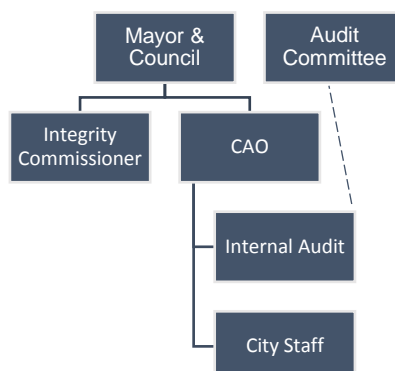 Mayor &
Council
Audit
Committee
Integrity
Commissioner
CAO
Internal Audit
City Staff